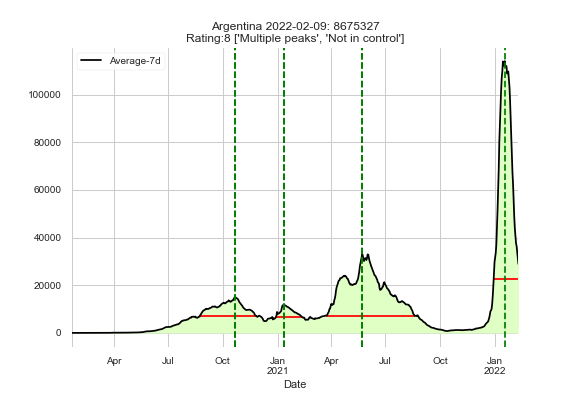 Argentina 2022-02-09: 8675327
Rating:8 ['Multiple peaks', 'Not in control']
Average-7d
100000
80000
60000
40000
20000
0
Apr Jul Oct Jan Apr Jul Oct Jan
2021 2022
Date